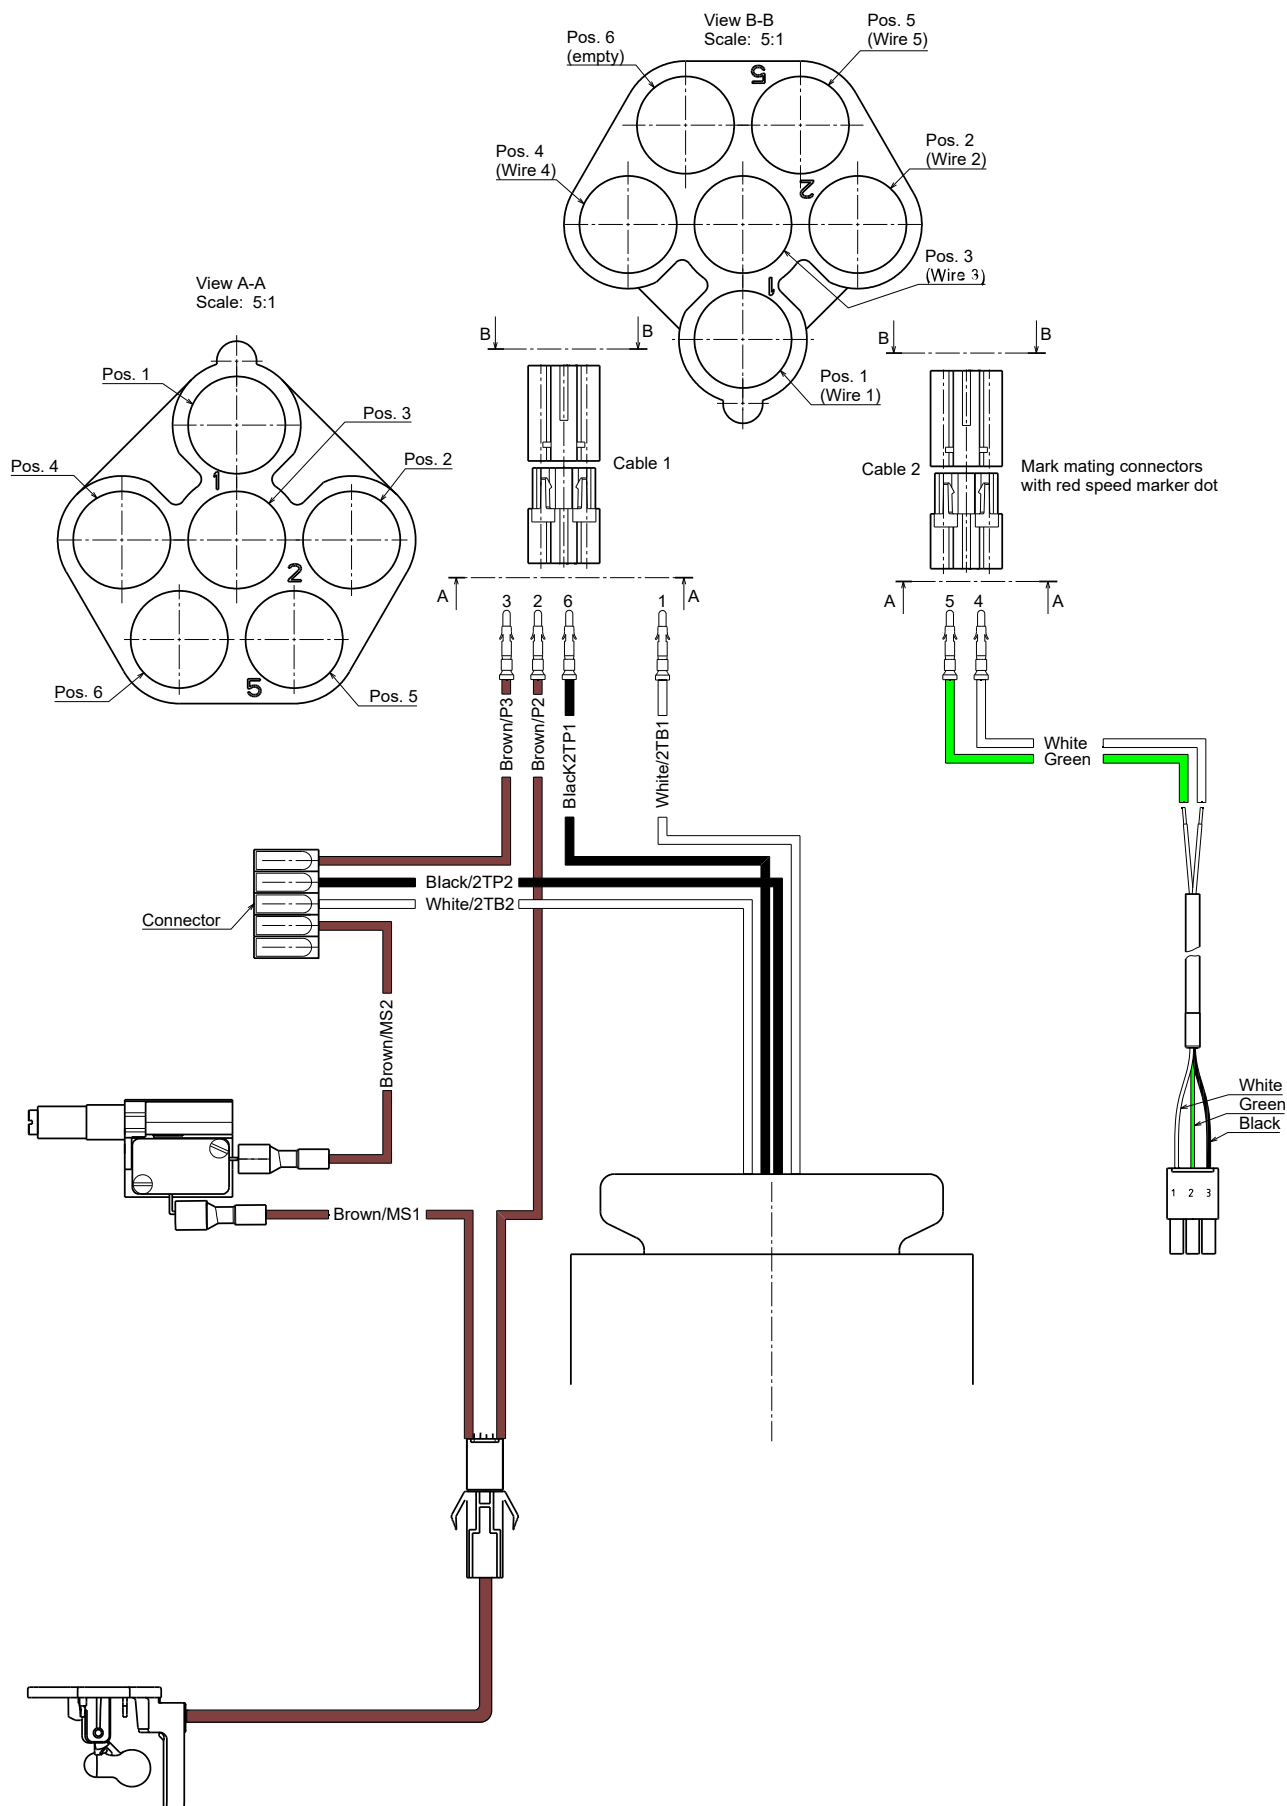 View B-B
Scale: 5:1
Pos. 6
(empty)
Pos. 5
(Wire 5)
5
Pos. 4
(Wire 4)
Pos. 2
(Wire 2)
2
Pos. 3
(Wire 3)
1
Pos. 1
(Wire 1)
View A-A
Scale: 5:1
Pos. 1
Pos. 3
Pos. 4
Pos. 2
1
2
5
Pos. 6
Pos. 5
B
B
Cable 1
A
A
B
B
Cable 2
Mark mating connectors
with red speed marker dot
A
A
3
2
6
1
5
4
Brown/P3
Brown/P2
BlacK2TP1
White/2TB1
White
Green
Black/2TP2
White/2TB2
Connector
Brown/MS2
Brown/MS1
White
Green
Black
1 2 3